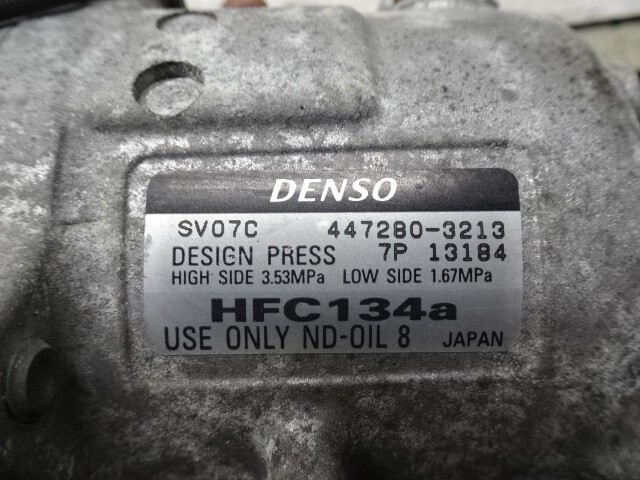 DENSO
SV07C 447280-3213
DESIGN PRESS 7P 13184
HIGH SIDE 3.53MPa LOW SIDE 1.67MPa
HFC134a
USE ONLY ND-OIL 8 JAPAN